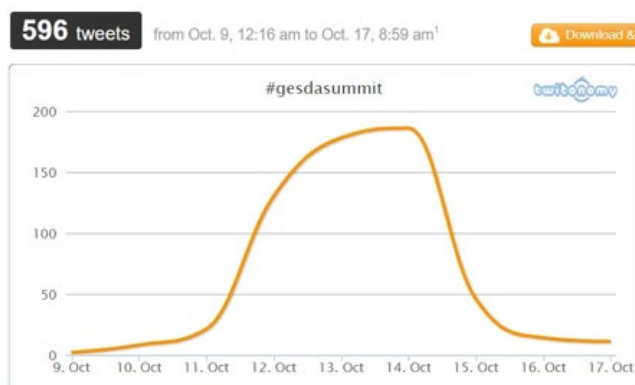 596 tweets from Oct. 9, 12:16 am to Oct. 17, 8:59 am¹
Download &
#gesdasummit
twitonomy
200
150
100
50
0
9. Oct 10. Oct 11. Oct 12. Oct 13. Oct 14. Oct 15. Oct 16. Oct 17. Oct